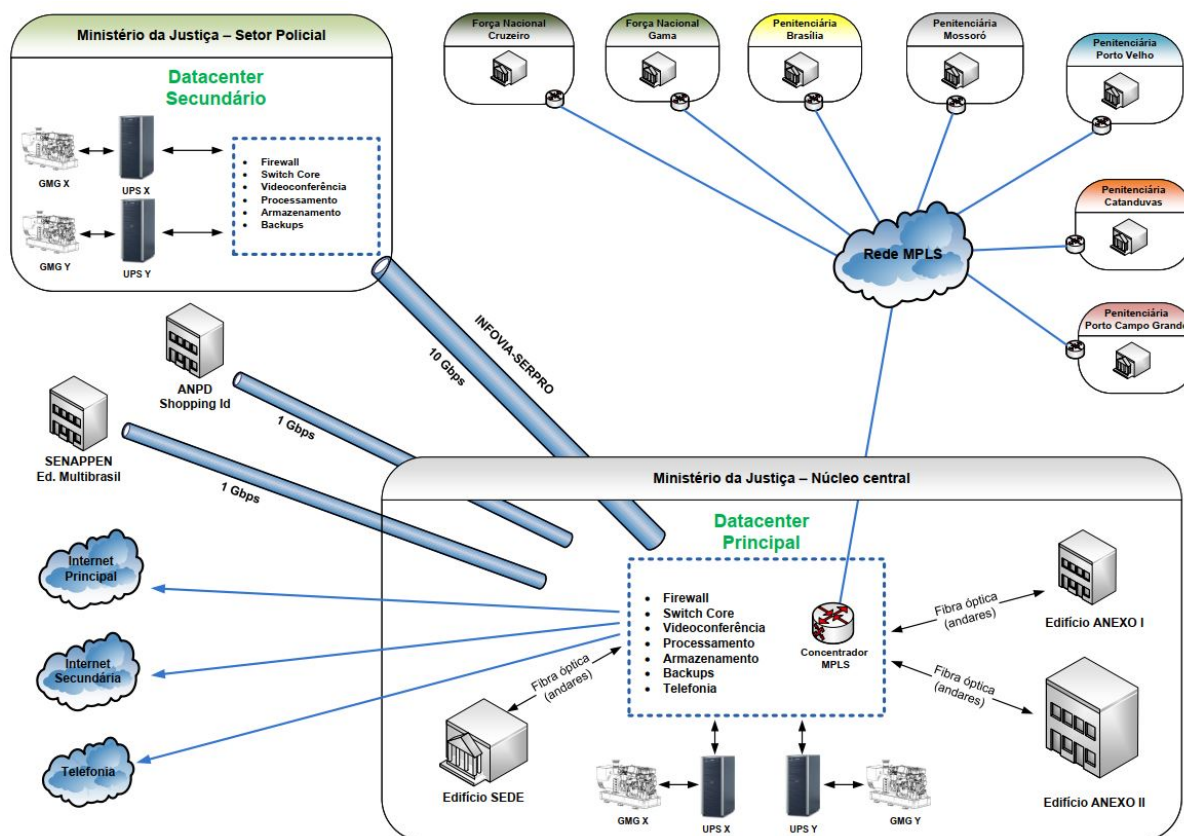 Ministério da Justiça – Setor Policial
Datacenter
Secundário
GMG X
UPS X
GMG Y
UPS Y
• Firewall
• Switch Core
• Videoconferência
• Processamento
• Armazenamento
• Backups
Força Nacional
Cruzeiro
Força Nacional
Gama
Penitenciária
Brasília
Penitenciária
Mossoró
Penitenciária
Porto Velho
Penitenciária
Catanduvas
Penitenciária
Porto Campo Grande
Rede MPLS
INFOVIA-SERPRO
10 Gbps
ANPD
Shopping Id
1 Gbps
SENAPPEN
Ed. Multibrasil
1 Gbps
Ministério da Justiça – Núcleo central
Datacenter
Principal
• Firewall
• Switch Core
• Videoconferência
• Processamento
• Armazenamento
• Backups
• Telefonia
Concentrador
MPLS
Internet
Principal
Internet
Secundária
Telefonia
Fibra óptica
(andares)
Edifício SEDE
Fibra óptica
(andares)
Edifício ANEXO I
Fibra óptica
(andares)
Edifício ANEXO II
GMG X
UPS X
UPS Y
GMG Y